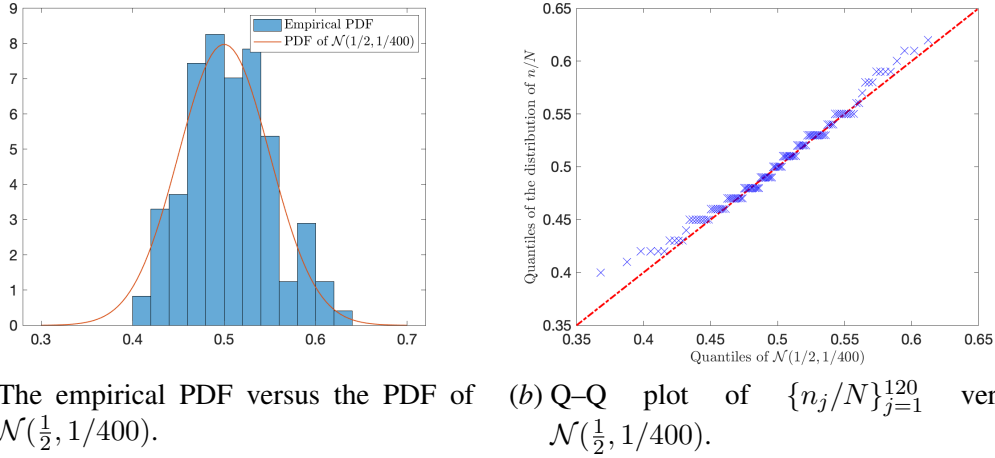 9
8
7
6
5
4
3
2
1
0
0.3 0.4 0.5 0.6 0.7
Empirical PDF
PDF of 𝒩(1/2, 1/400)
The empirical PDF versus the PDF of
𝒩(1/2, 1/400).
0.65
0.6
0.55
0.5
0.45
0.4
0.35
0.35 0.4 0.45 0.5 0.55 0.6 0.65
Quantiles of the distribution of n/N
Quantiles of 𝒩(1/2, 1/400)
(b) Q–Q plot of {n_j/N}_{j=1}^{120} ver
𝒩(1/2, 1/400).